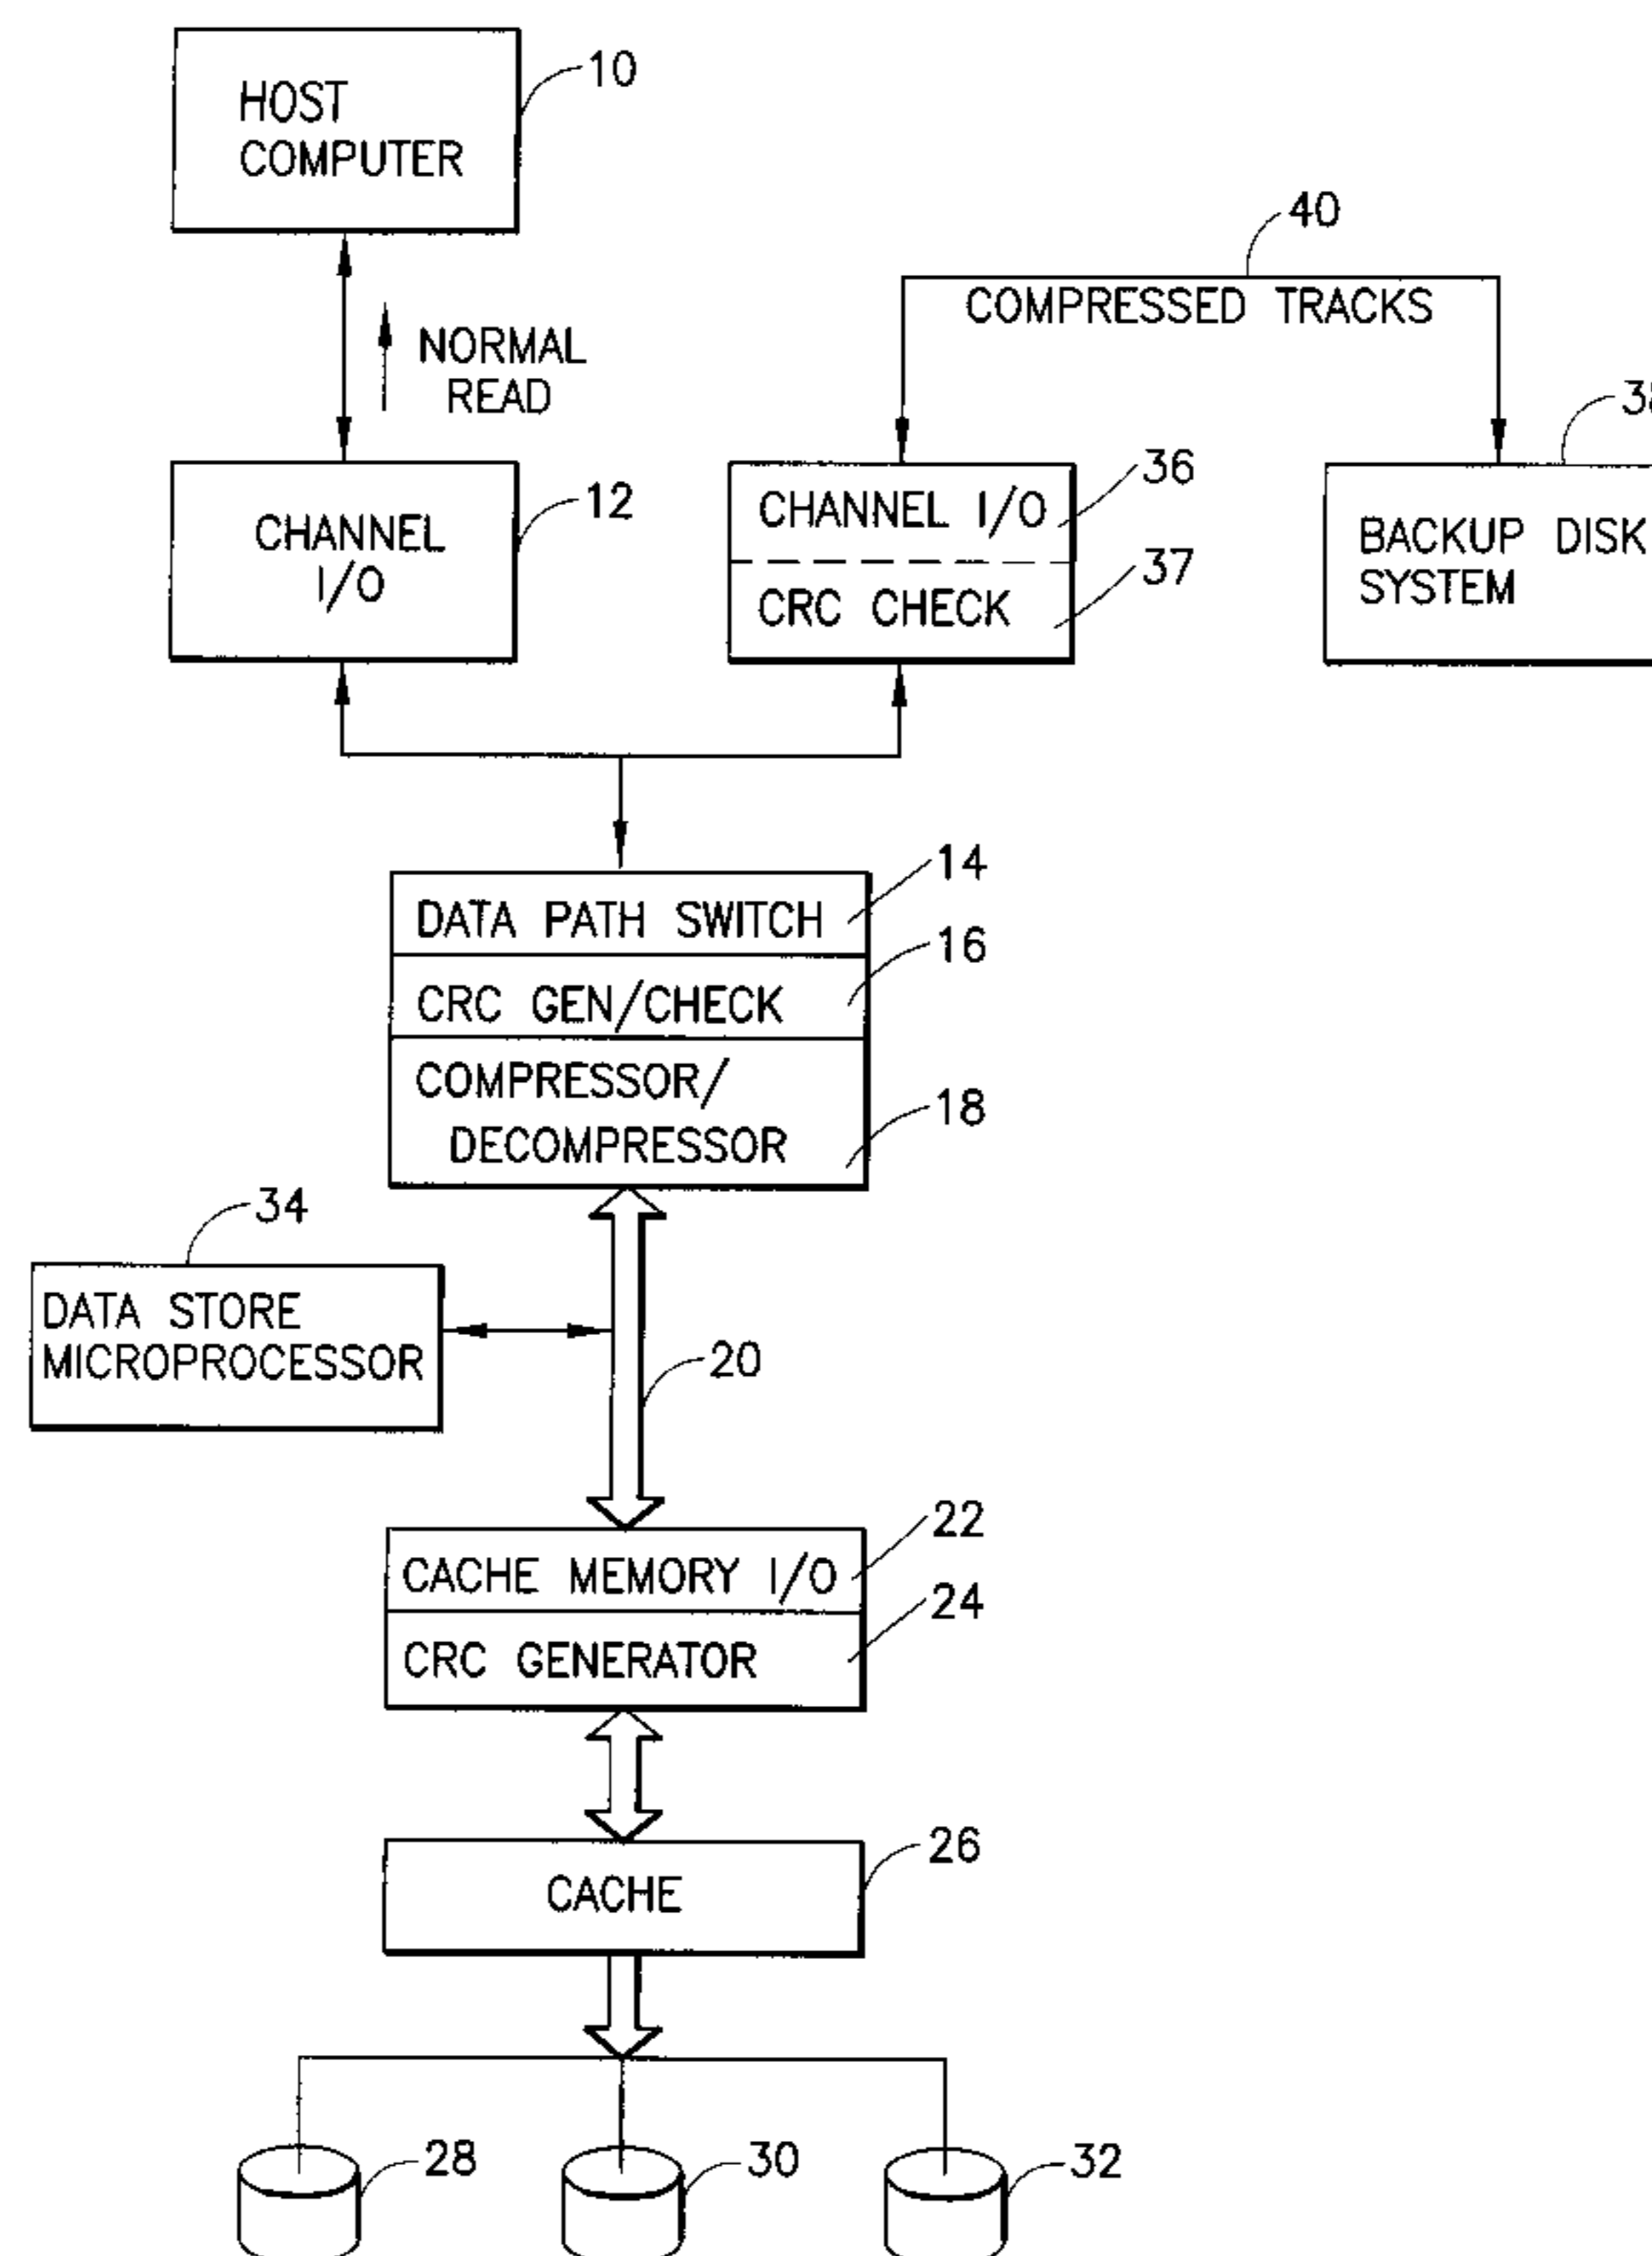 HOST
COMPUTER
10
40
COMPRESSED TRACKS
NORMAL
READ
CHANNEL
I/O
12
CHANNEL I/O
36
CRC CHECK
37
BACKUP DISK
SYSTEM
DATA PATH SWITCH
14
CRC GEN/CHECK
16
COMPRESSOR/
DECOMPRESSOR
18
34
DATA STORE
MICROPROCESSOR
20
CACHE MEMORY I/O
22
CRC GENERATOR
24
CACHE
26
28
30
32